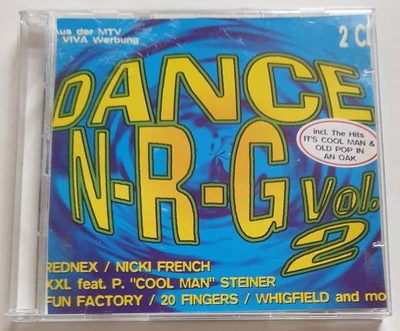 Aus der MTV
VIVA Werbung
2 C
DANCE
N-R-G Vol.
2
incl. The Hits
IT'S COOL MAN &
OLD POP IN
AN OAK
REDNEX / NICKI FRENCH
XXL feat. P. "COOL MAN" STEINER
FUN FACTORY / 20 FINGERS / WHIGFIELD and mo